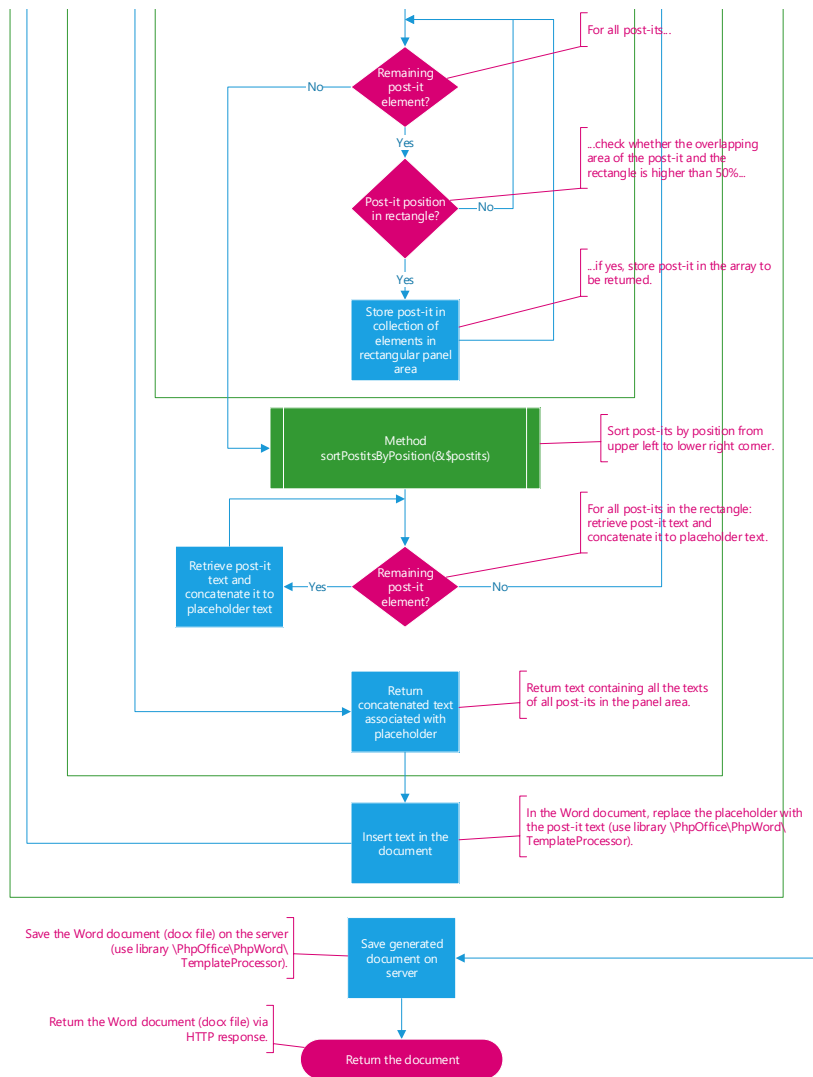 For all post-its...
Remaining
post-it
element?
No
Yes
...check whether the overlapping
area of the post-it and the
rectangle is higher than 50%...
Post-it position
in rectangle?
No
Yes
...if yes, store post-it in the array to
be returned.
Store post-it in
collection of
elements in
rectangular panel
area
Method
sortPostitsByPosition(&$postits)
Sort post-its by position from
upper left to lower right corner.
For all post-its in the rectangle:
retrieve post-it text and
concatenate it to placeholder text.
Retrieve post-it
text and
concatenate it to
placeholder text
Yes
Remaining
post-it
element?
No
Return
concatenated text
associated with
placeholder
Return text containing all the texts
of all post-its in the panel area.
Insert text in the
document
In the Word document, replace the placeholder with
the post-it text (use library \PhpOffice\PhpWord\
TemplateProcessor).
Save the Word document (docx file) on the server
(use library \PhpOffice\PhpWord\
TemplateProcessor).
Save generated
document on
server
Return the Word document (docx file) via
HTTP response.
Return the document